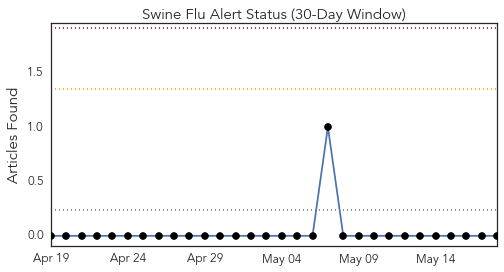 Swine Flu Alert Status (30-Day Window)
Articles Found
1.5
1.0
0.5
0.0
Apr 19 Apr 24 Apr 29 May 04 May 09 May 14